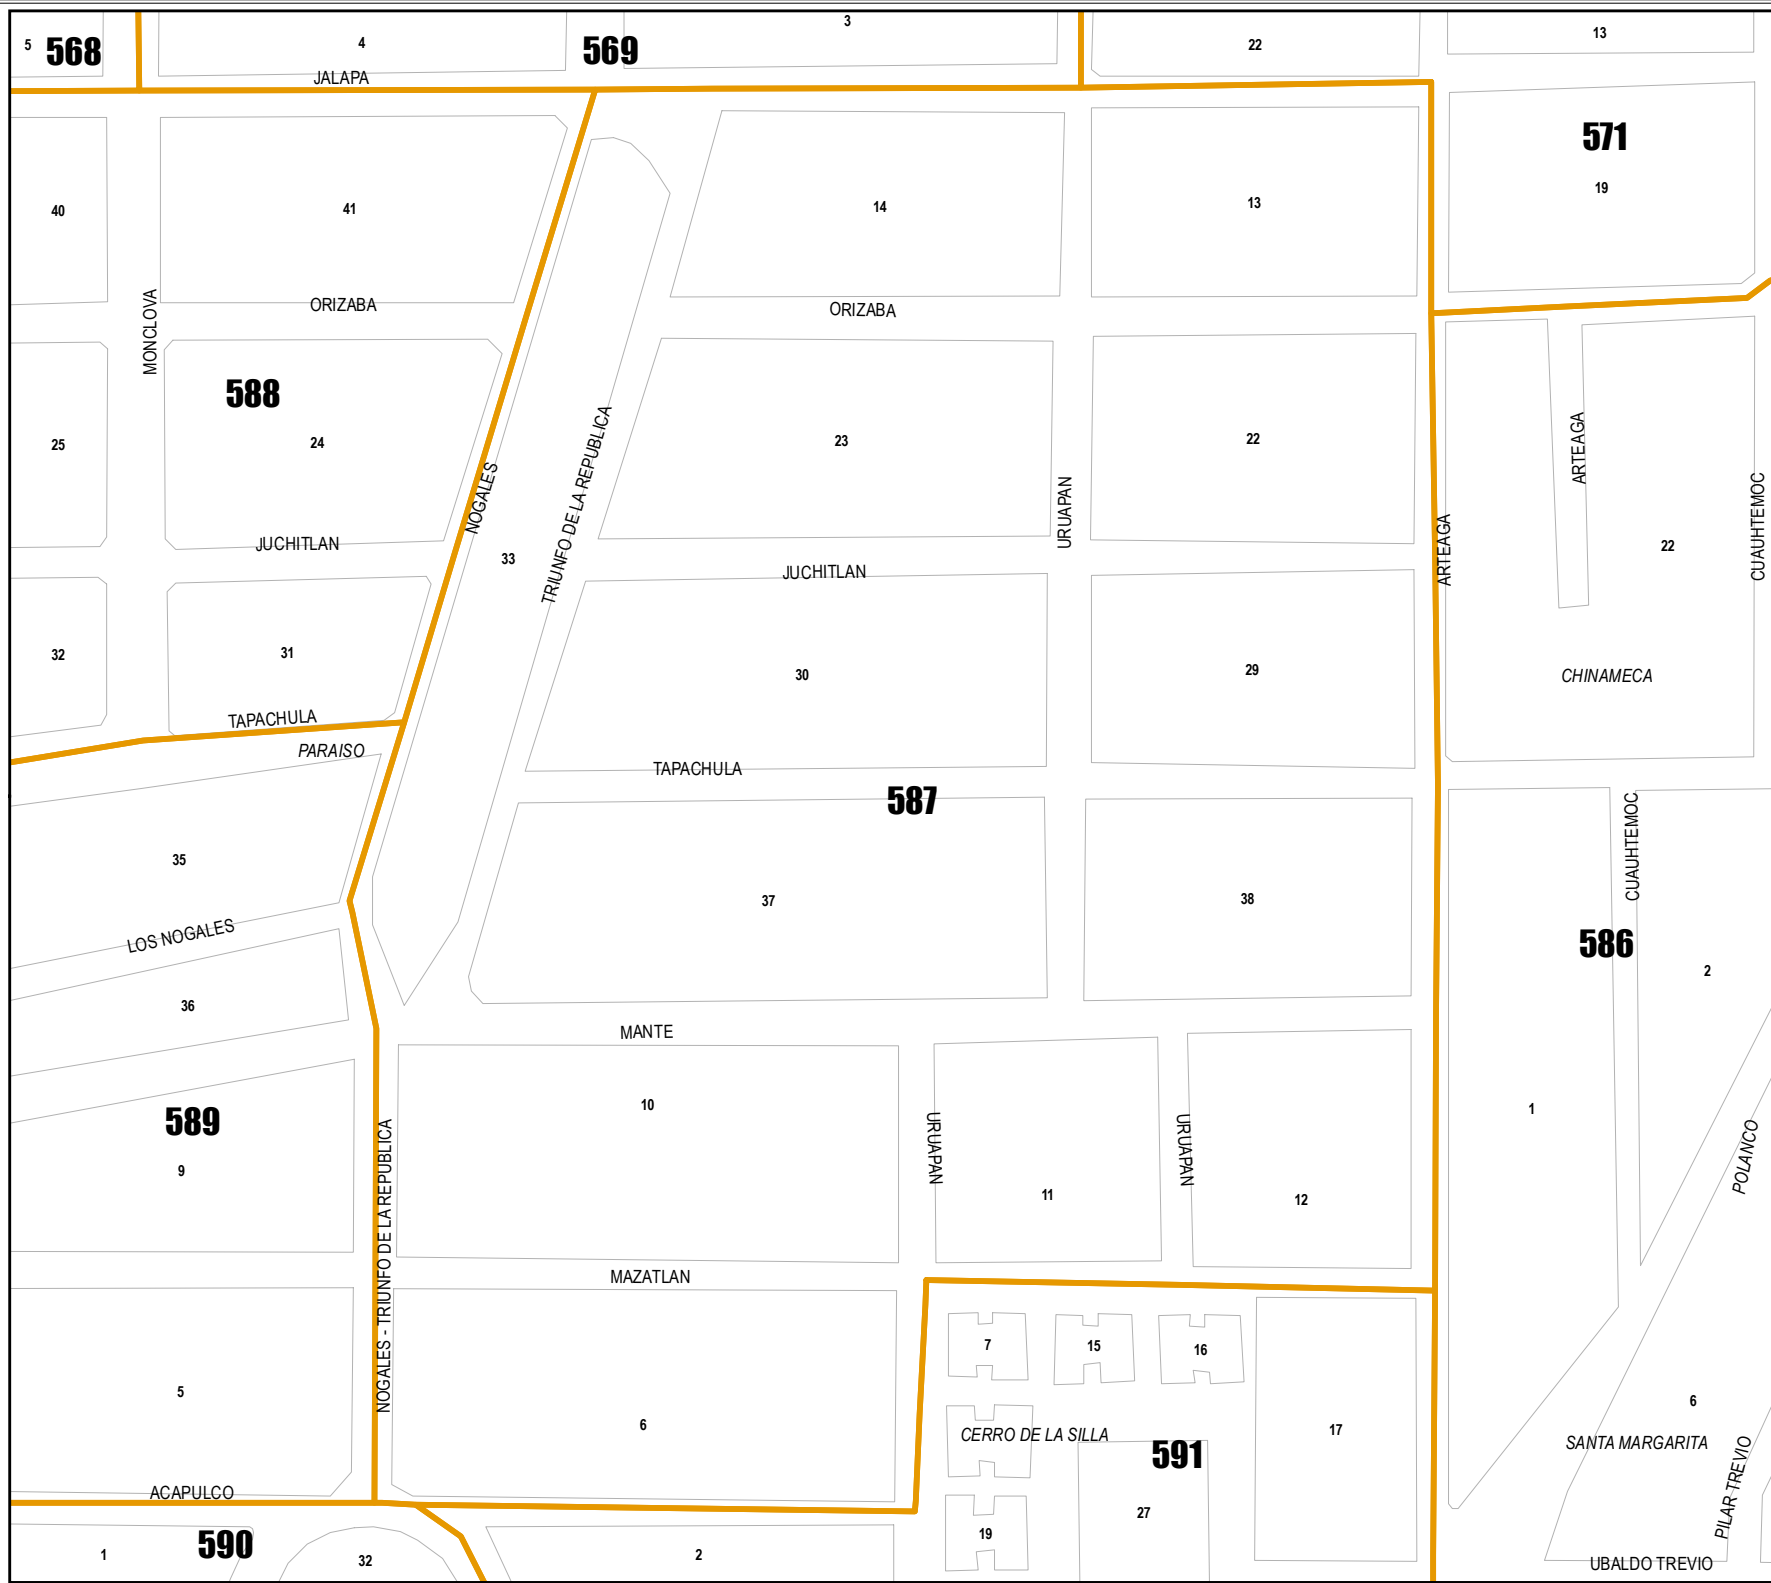 3
13
5
568
4
569
22
JALAPA
571
19
40
41
14
13
MONCLOVA
ORIZABA
ORIZABA
588
25
24
23
22
NOGALES
TRIUNFO DE LA REPUBLICA
URUAPAN
ARTEAGA
ARTEAGA
CUAUHTEMOC
22
JUCHITLAN
33
JUCHITLAN
32
31
30
29
CHINAMECA
TAPACHULA
PARAISO
TAPACHULA
587
CUAUHTEMOC
35
37
38
LOS NOGALES
586
2
36
MANTE
589
10
1
9
NOGALES - TRIUNFO DE LA REPUBLICA
URUAPAN
URUAPAN
11
12
POLANCO
MAZATLAN
7
15
16
5
6
17
6
CERRO DE LA SILLA
591
SANTA MARGARITA
PILAR TREVIO
ACAPULCO
27
19
590
1
32
2
UBALDO TREVIO